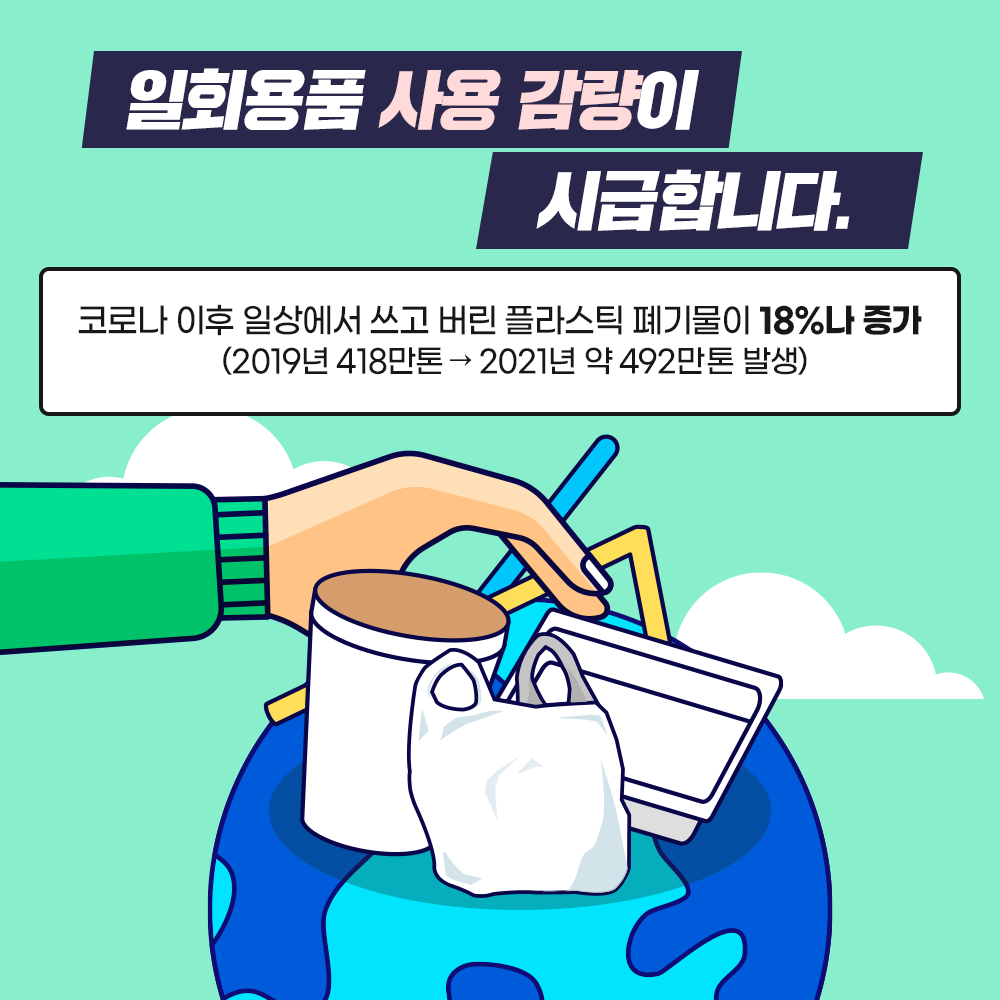 일회용품 사용 감량이
시급합니다.
코로나 이후 일상에서 쓰고 버린 플라스틱 폐기물이 18%나 증가
(2019년 418만톤 → 2021년 약 492만톤 발생)